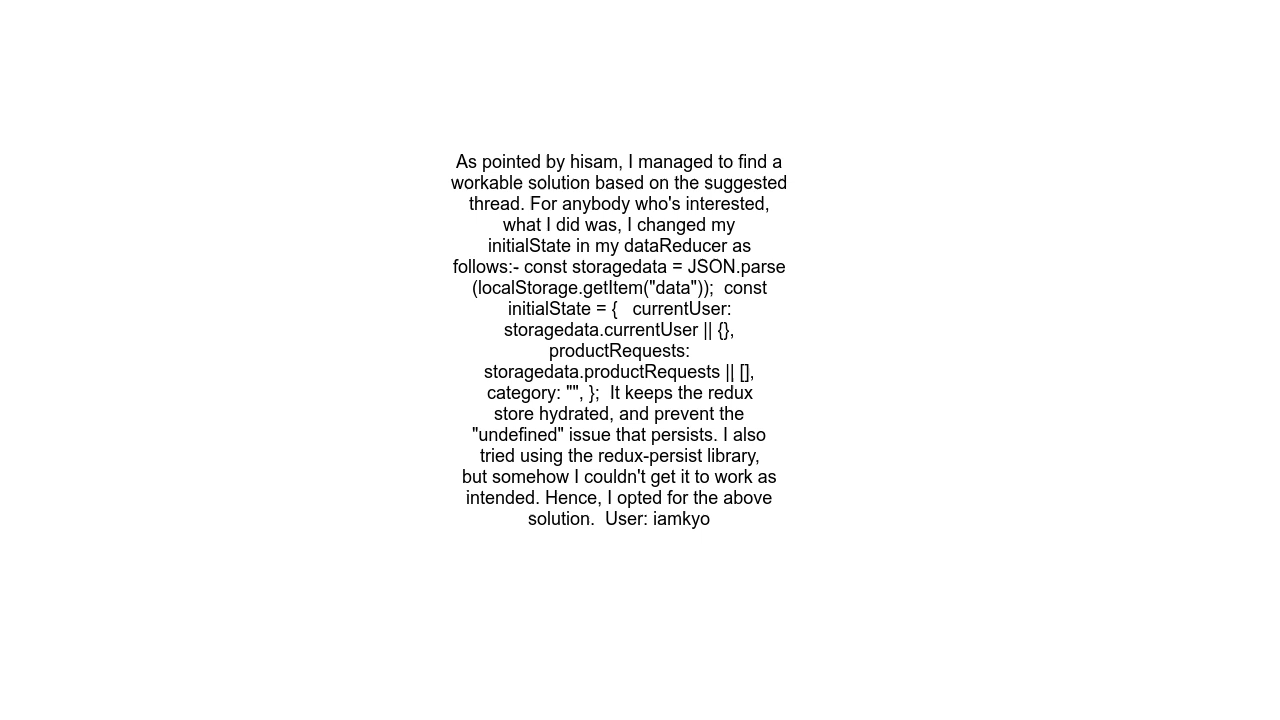 As pointed by hisam, I managed to find a
workable solution based on the suggested
thread. For anybody who's interested,
what I did was, I changed my
initialState in my dataReducer as
follows:- const storagedata = JSON.parse
(localStorage.getItem("data"));  const
initialState = {   currentUser:
storagedata.currentUser || {},
productRequests:
storagedata.productRequests || [],
category: "", };  It keeps the redux
store hydrated, and prevent the
"undefined" issue that persists. I also
tried using the redux-persist library,
but somehow I couldn't get it to work as
intended. Hence, I opted for the above
solution.  User: iamkyo